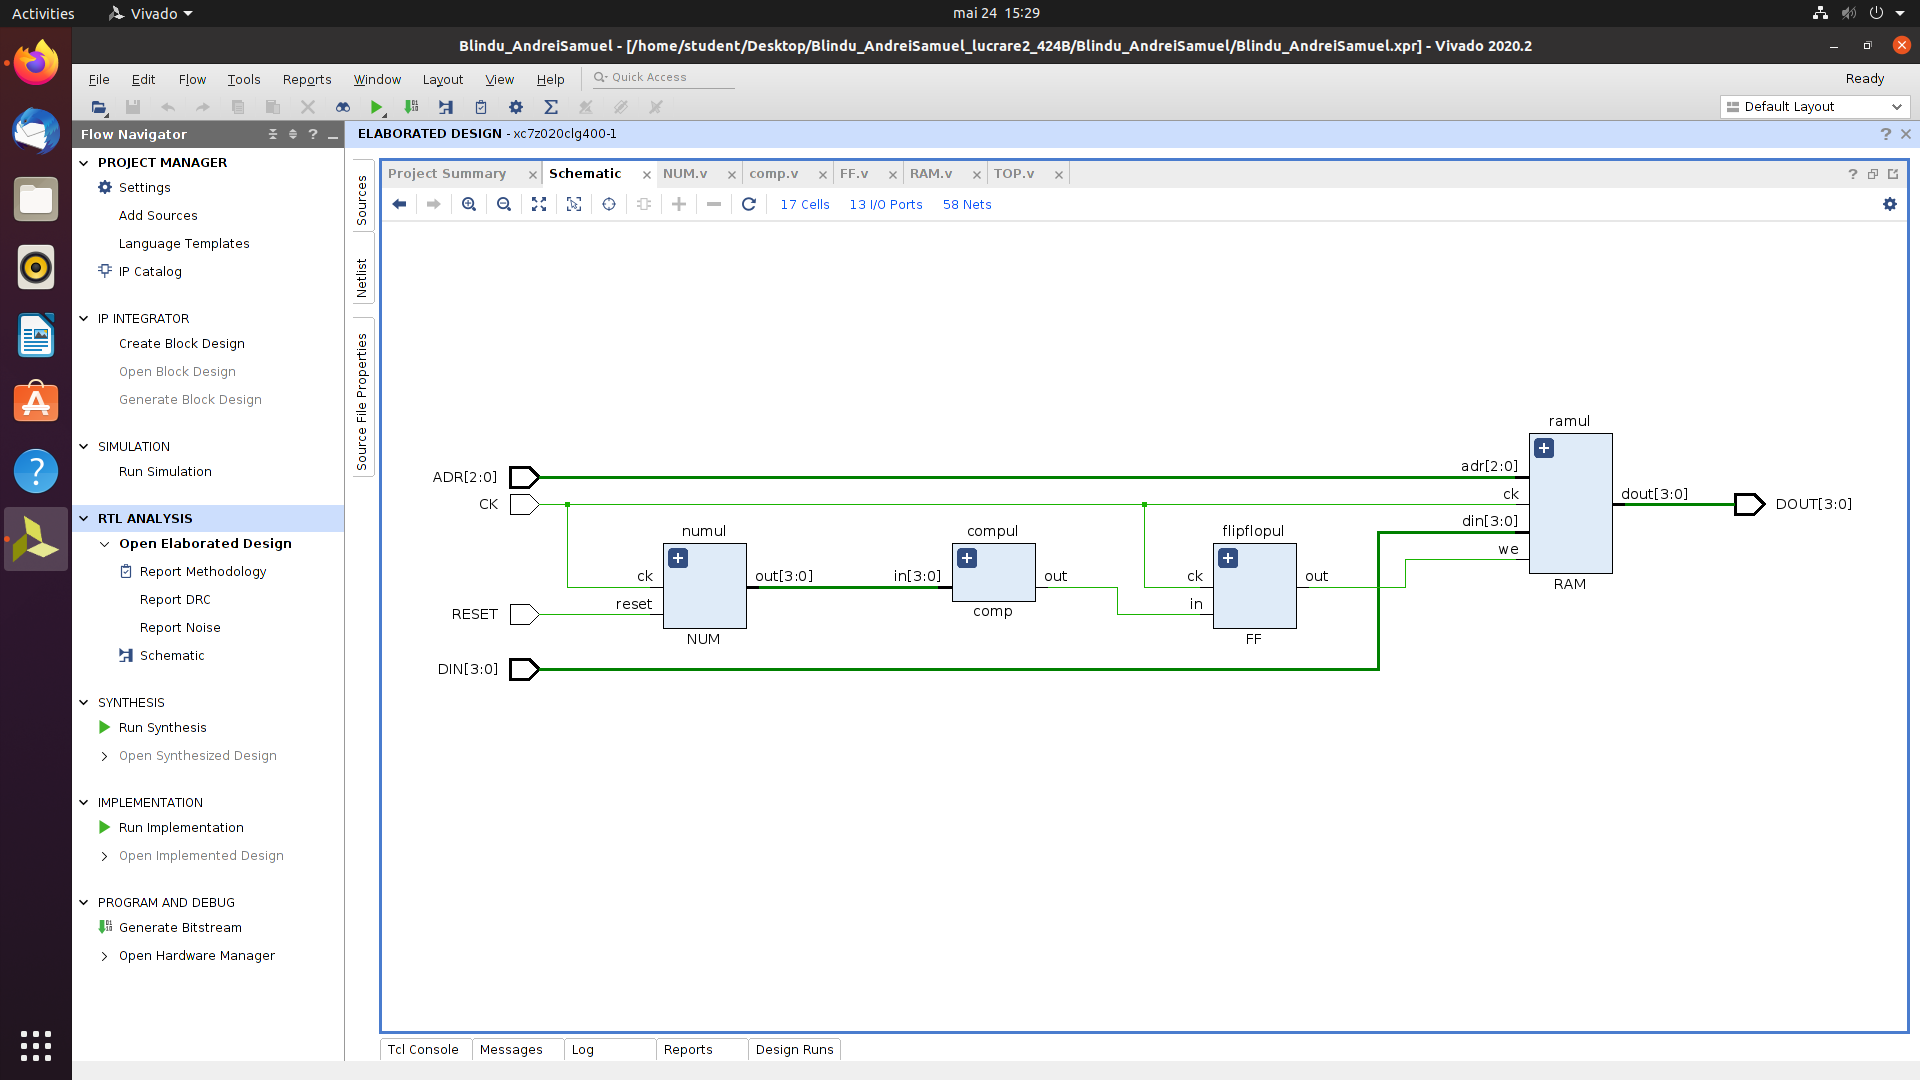 Activities
Vivado
mai 24 15:29
Blindu_AndreiSamuel - [/home/student/Desktop/Blindu_AndreiSamuel_lucrare2_424B/Blindu_AndreiSamuel/Blindu_AndreiSamuel.xpr] - Vivado 2020.2
File Edit Flow Tools Reports Window Layout View Help
Quick Access
Ready
Default Layout
Flow Navigator
PROJECT MANAGER
Settings
Add Sources
Language Templates
IP Catalog
IP INTEGRATOR
Create Block Design
Open Block Design
Generate Block Design
SIMULATION
Run Simulation
RTL ANALYSIS
Open Elaborated Design
Report Methodology
Report DRC
Report Noise
Schematic
SYNTHESIS
Run Synthesis
Open Synthesized Design
IMPLEMENTATION
Run Implementation
Open Implemented Design
PROGRAM AND DEBUG
Generate Bitstream
Open Hardware Manager
ELABORATED DESIGN - xc7z020clg400-1
Sources
Netlist
Source File Properties
Project Summary
Schematic
NUM.v
comp.v
FF.v
RAM.v
TOP.v
17 Cells
13 I/O Ports
58 Nets
ramul
adr[2:0]
ck
din[3:0]
we
dout[3:0]
RAM
DOUT[3:0]
ADR[2:0]
CK
RESET
DIN[3:0]
numul
ck
reset
out[3:0]
NUM
compul
in[3:0]
out
comp
flipflopul
ck
in
out
FF
Tcl Console
Messages
Log
Reports
Design Runs